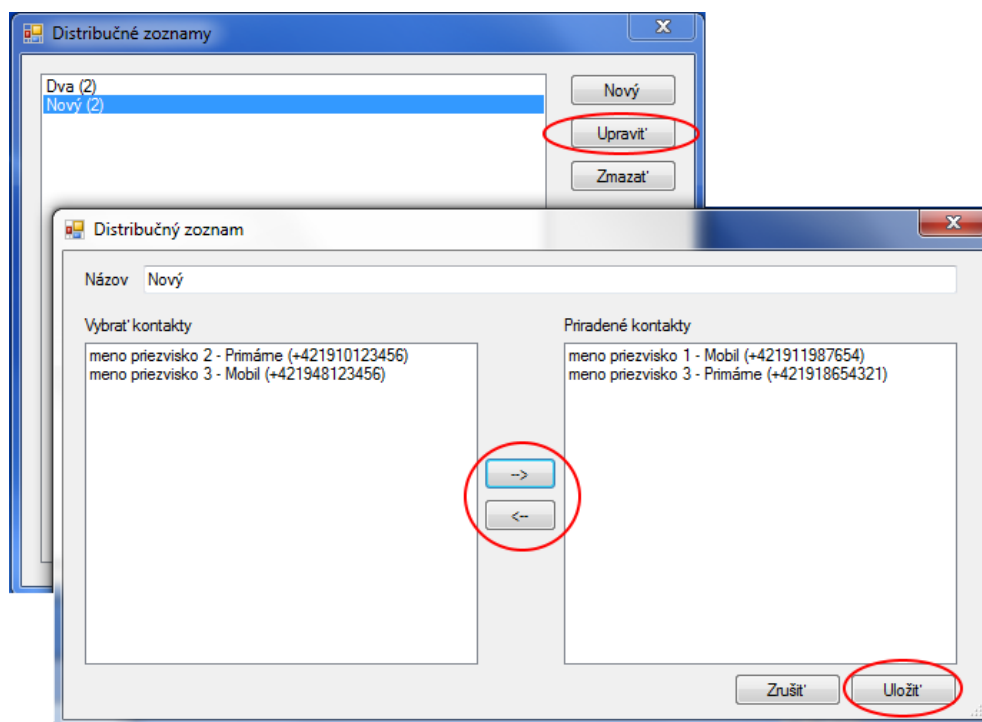 Distribučné zoznamy
Dva (2)
Nový (2)
Nový
Upraviť
Zmazať
Distribučný zoznam
Názov Nový
Vybrať kontakty
meno priezvisko 2 - Primárne (+421910123456)
meno priezvisko 3 - Mobil (+421948123456)
-->
<--
Priradené kontakty
meno priezvisko 1 - Mobil (+421911987654)
meno priezvisko 3 - Primárne (+421918654321)
Zrušiť
Uložiť